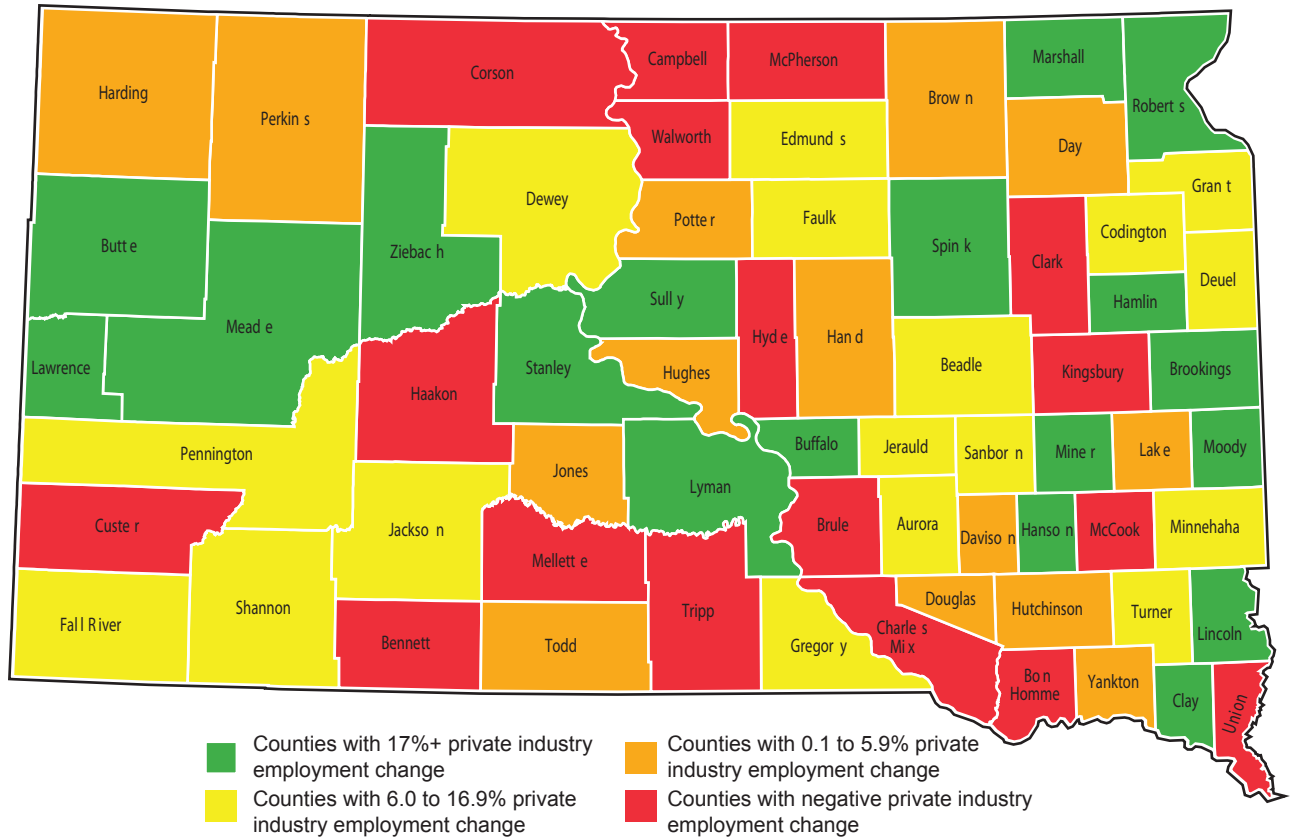 Harding
Perkin s
Corson
Campbell
McPherson
Brow n
Marshall
Robert s
Walworth
Edmund s
Day
Dewey
Potte r
Faulk
Gran t
Butt e
Ziebac h
Spin k
Codington
Clark
Deuel
Sull y
Hamlin
Mead e
Hyd e
Han d
Lawrence
Haakon
Stanley
Hughes
Beadle
Kingsbury
Brookings
Pennington
Jones
Lyman
Buffalo
Jerauld
Sanbor n
Mine r
Lak e
Moody
Custe r
Jackso n
Brule
Aurora
Daviso n
Hanso n
McCook
Minnehaha
Mellett e
Fal l River
Shannon
Bennett
Todd
Tripp
Gregor y
Charle s
Mi x
Douglas
Hutchinson
Turner
Lincoln
Bo n
Homme
Yankton
Clay
Union
Counties with 17%+ private industry
employment change
Counties with 6.0 to 16.9% private
industry employment change
Counties with 0.1 to 5.9% private
industry employment change
Counties with negative private industry
employment change